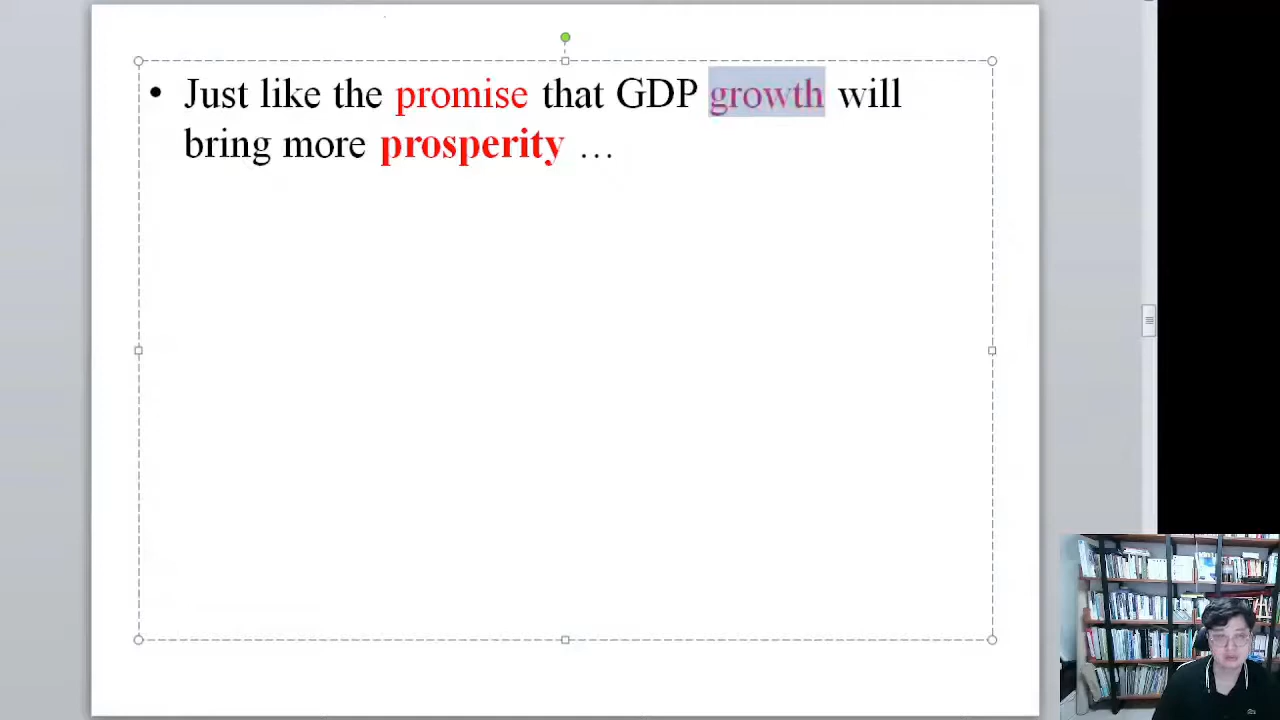 • Just like the promise that GDP growth will
bring more prosperity …